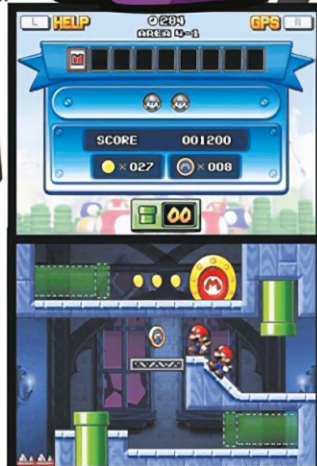 L HELP 284 GPS R
AREA 4-1
M
SCORE 001200
×027 ×008
00
M